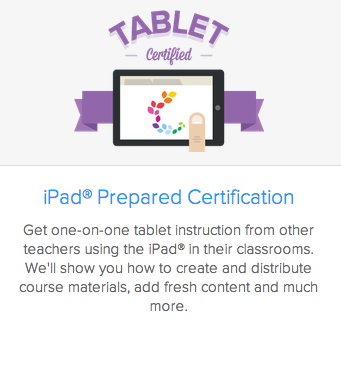 TABLET
Certified
iPad® Prepared Certification
Get one-on-one tablet instruction from other
teachers using the iPad® in their classrooms.
We'll show you how to create and distribute
course materials, add fresh content and much
more.